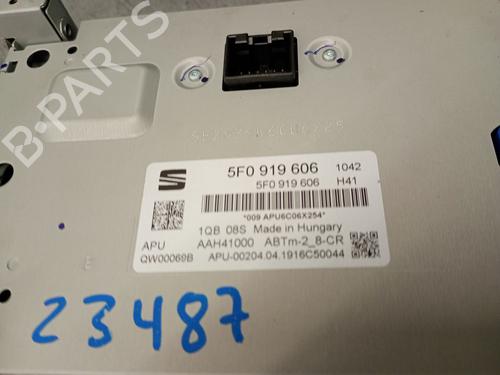 B-PARTS
5F0 919 606 1042
5F0 919 606 H41
*009 APU6C06X254*
1QB 08S Made in Hungary
APU AAH41000 ABTm-2_8-CR
QW00069B APU-00204.04.1916C50044
E
23487